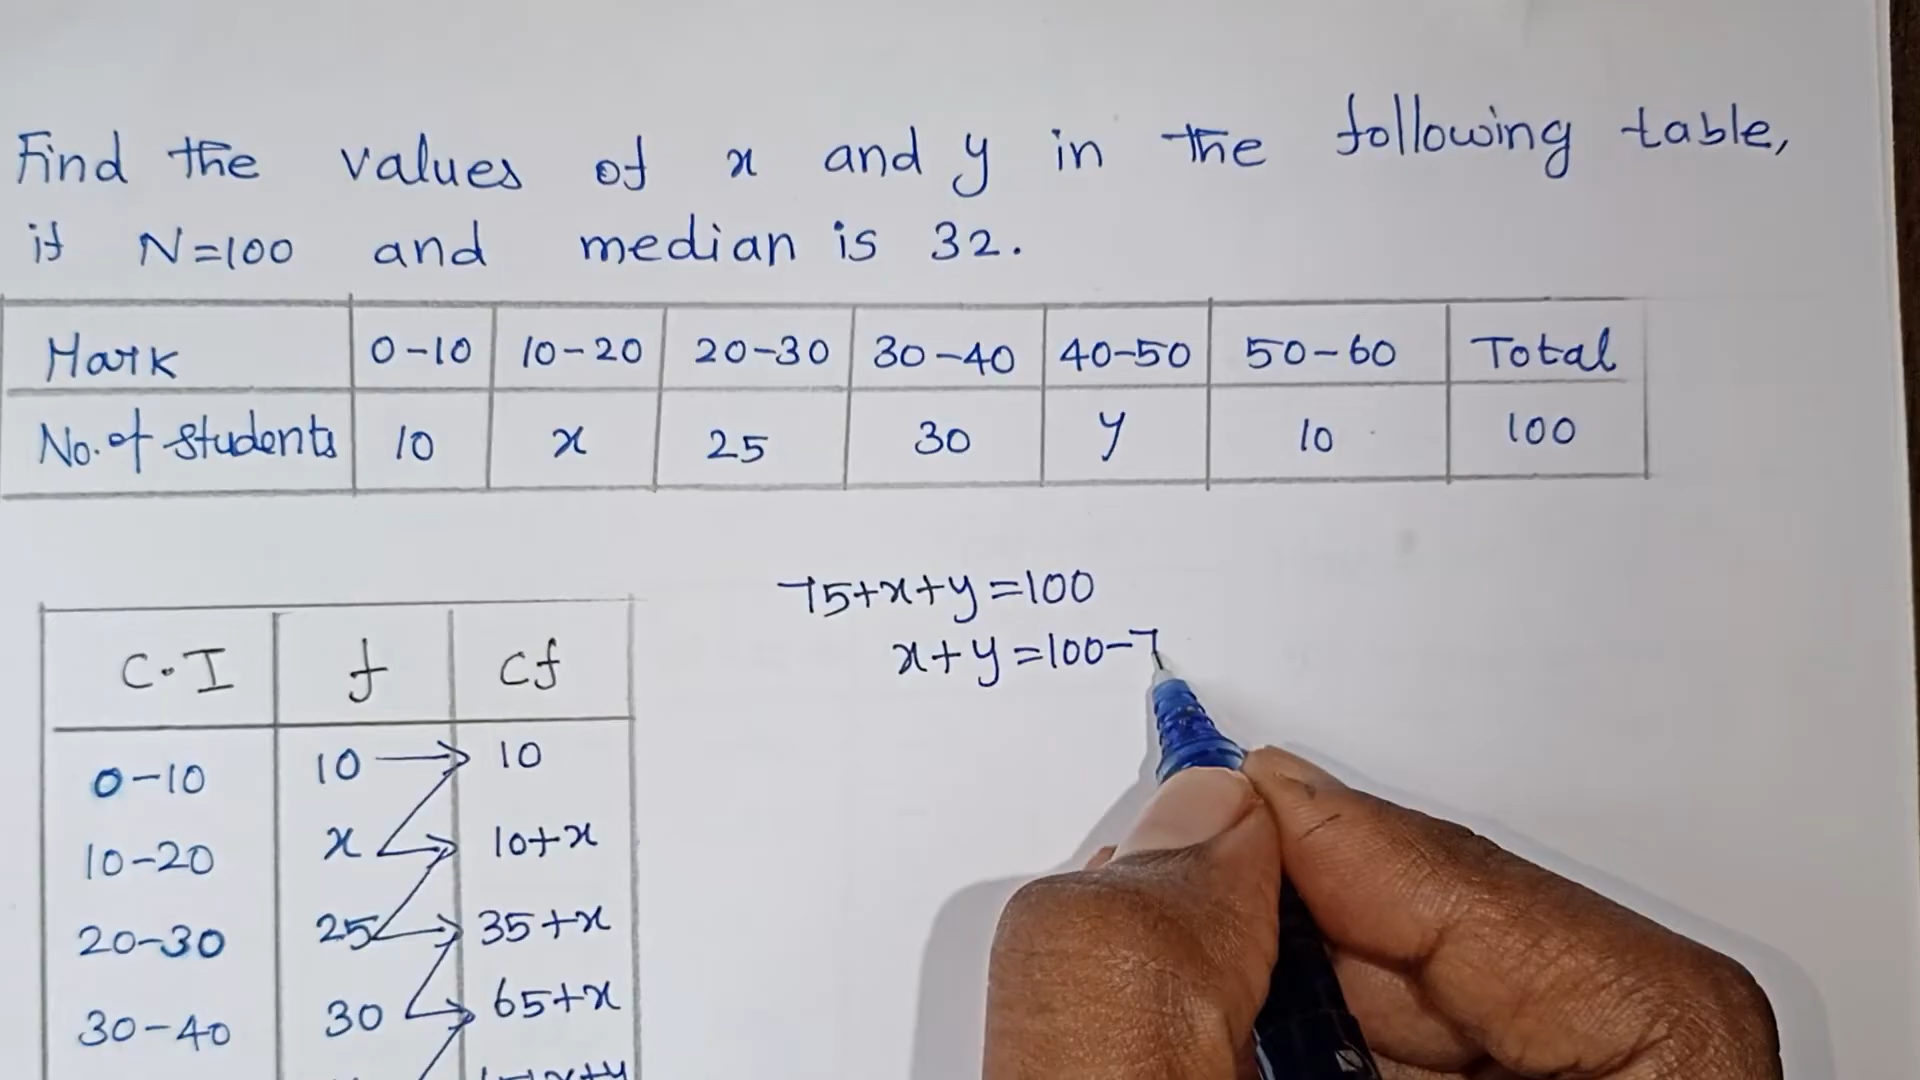 Find the values of x and y in the following table,
if N=100 and median is 32.
Mark 0-10 10-20 20-30 30-40 40-50 50-60 Total
No. of students 10 x 25 30 y 10 100
75+x+y=100
x+y=100-7
C.I f Cf
0-10 10 10
10-20 x 10+x
20-30 25 35+x
30-40 30 65+x
x+y